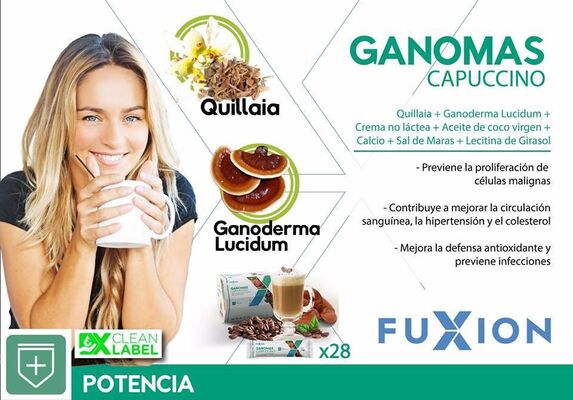 GANOMAS
CAPUCCINO
Quillaia + Ganoderma Lucidum +
Crema no láctea + Aceite de coco virgen +
Calcio + Sal de Maras + Lecitina de Girasol
- Previene la proliferación de
células malignas
- Contribuye a mejorar la circulación
sanguínea, la hipertensión y el colesterol
- Mejora la defensa antioxidante y
previene infecciones
Quillaia
Ganoderma
Lucidum
GANOMAS
GANOMAS
x28
FUXION
CLEAN
LABEL
POTENCIA